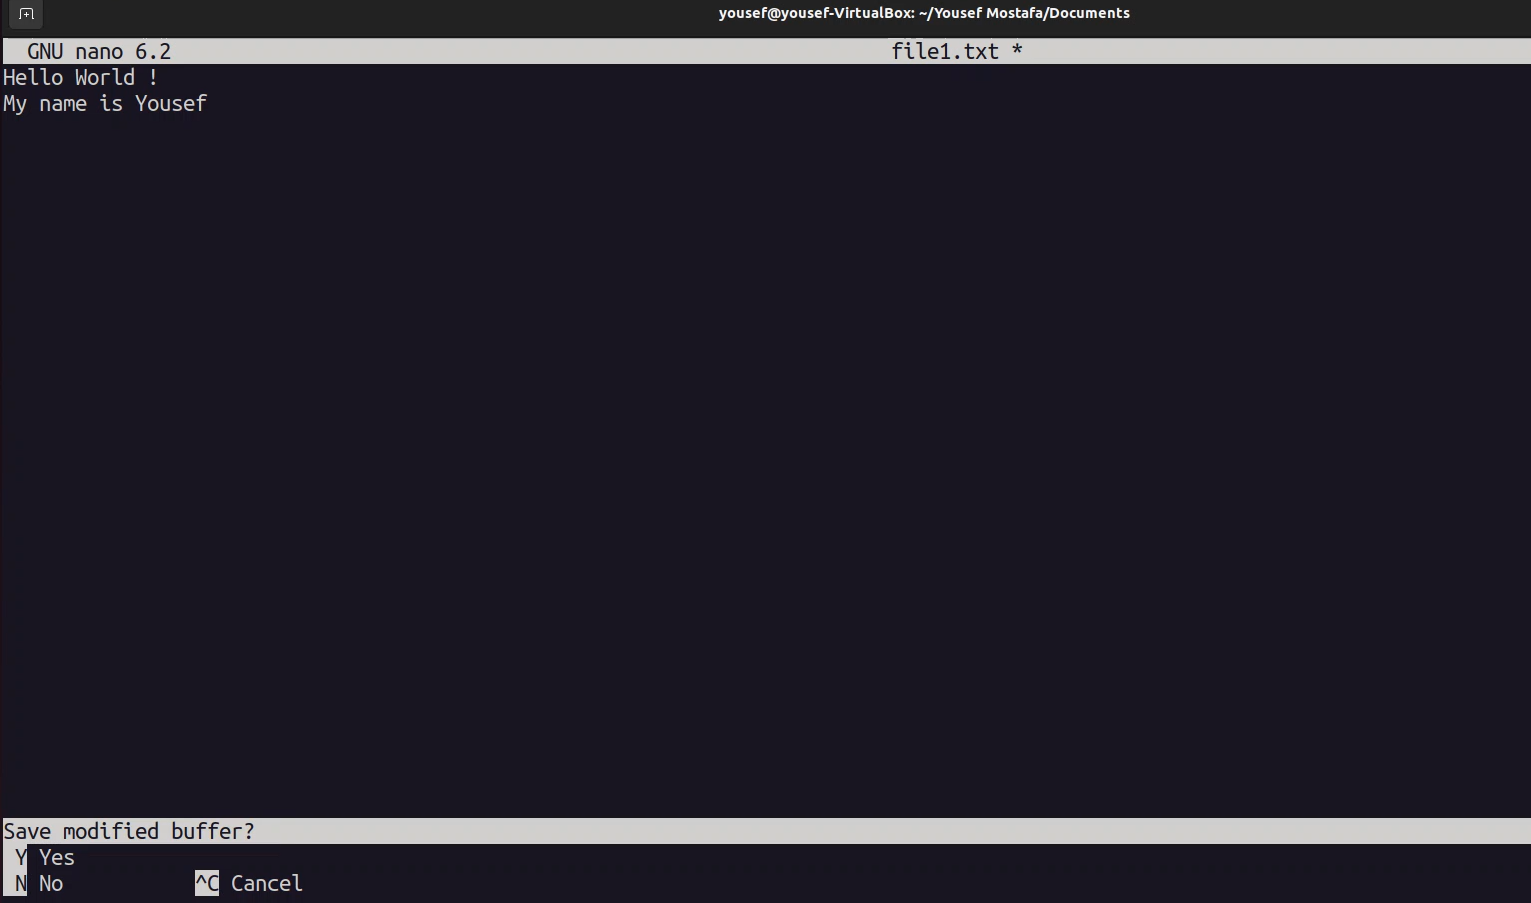 yousef@yousef-VirtualBox: ~/Yousef Mostafa/Documents
GNU nano 6.2 file1.txt *
Hello World !
My name is Yousef
Save modified buffer?
Y Yes
N No ^C Cancel